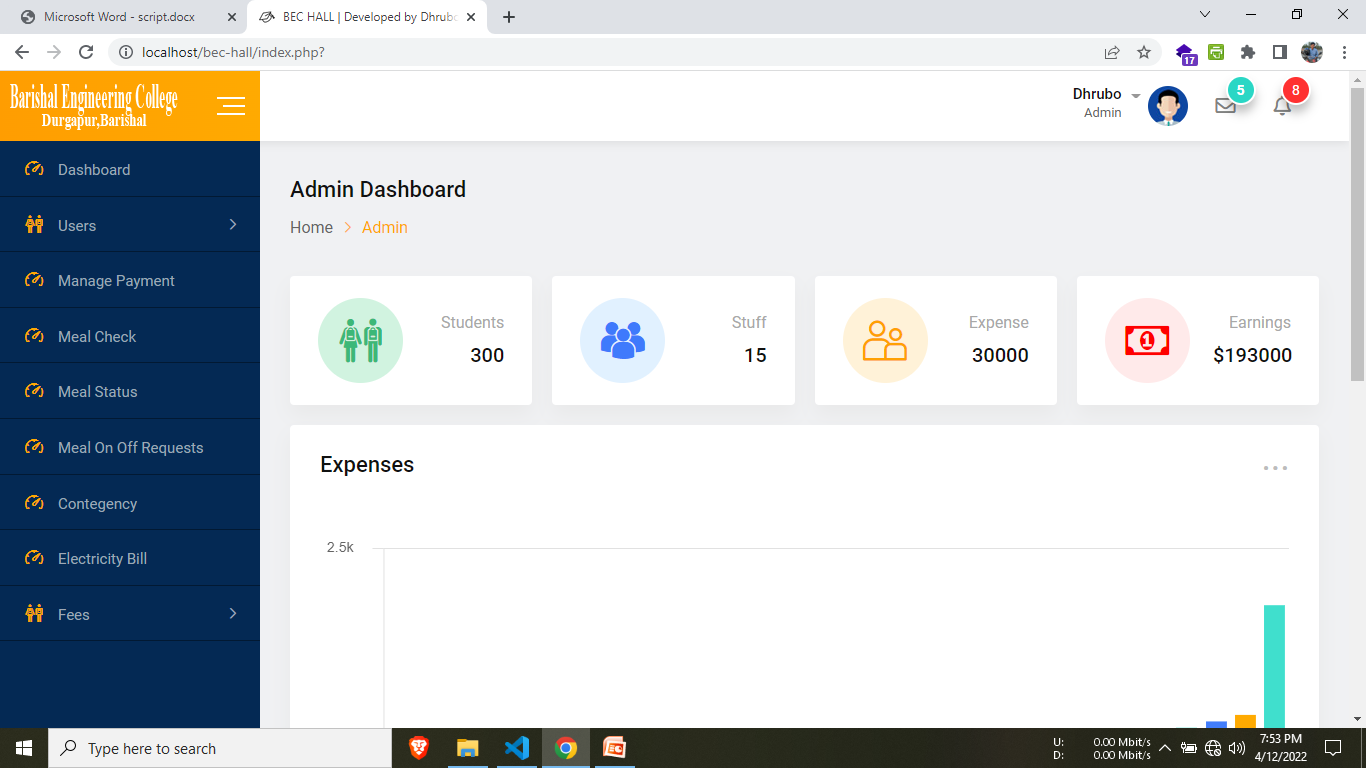 Microsoft Word - script.docx
BEC HALL | Developed by Dhrubo
localhost/bec-hall/index.php?
17
Barishal Engineering College
Durgapur,Barishal
Dhrubo
Admin
5
8
Dashboard
Users
Manage Payment
Meal Check
Meal Status
Meal On Off Requests
Contegency
Electricity Bill
Fees
Admin Dashboard
Home
Admin
Students
300
Stuff
15
Expense
30000
1
Earnings
$193000
Expenses
2.5k
Type here to search
U: 0.00 Mbit/s
D: 0.00 Mbit/s
7:53 PM
4/12/2022